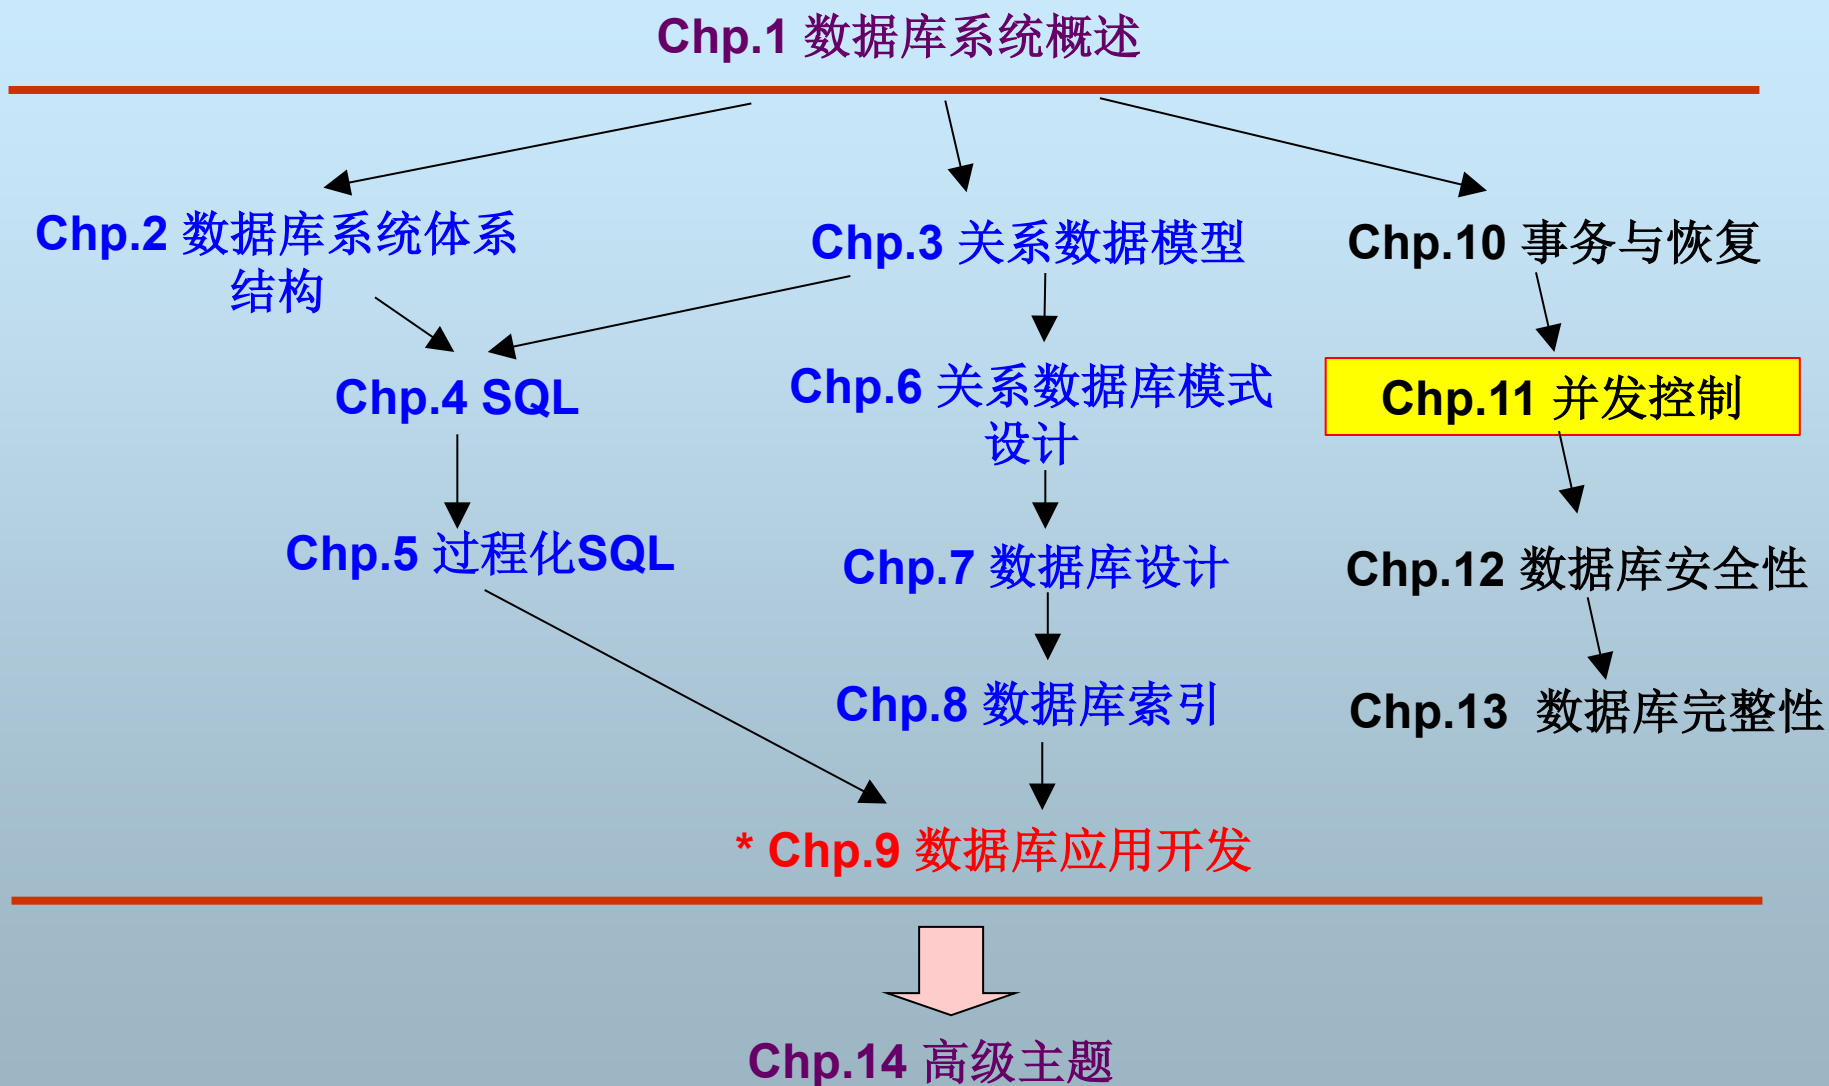 Chp.1 数据库系统概述
Chp.2 数据库系统体系
结构
Chp.3 关系数据模型
Chp.10 事务与恢复
Chp.4 SQL
Chp.6 关系数据库模式
设计
Chp.11 并发控制
Chp.5 过程化SQL
Chp.7 数据库设计
Chp.12 数据库安全性
Chp.8 数据库索引
Chp.13 数据库完整性
* Chp.9 数据库应用开发
Chp.14 高级主题